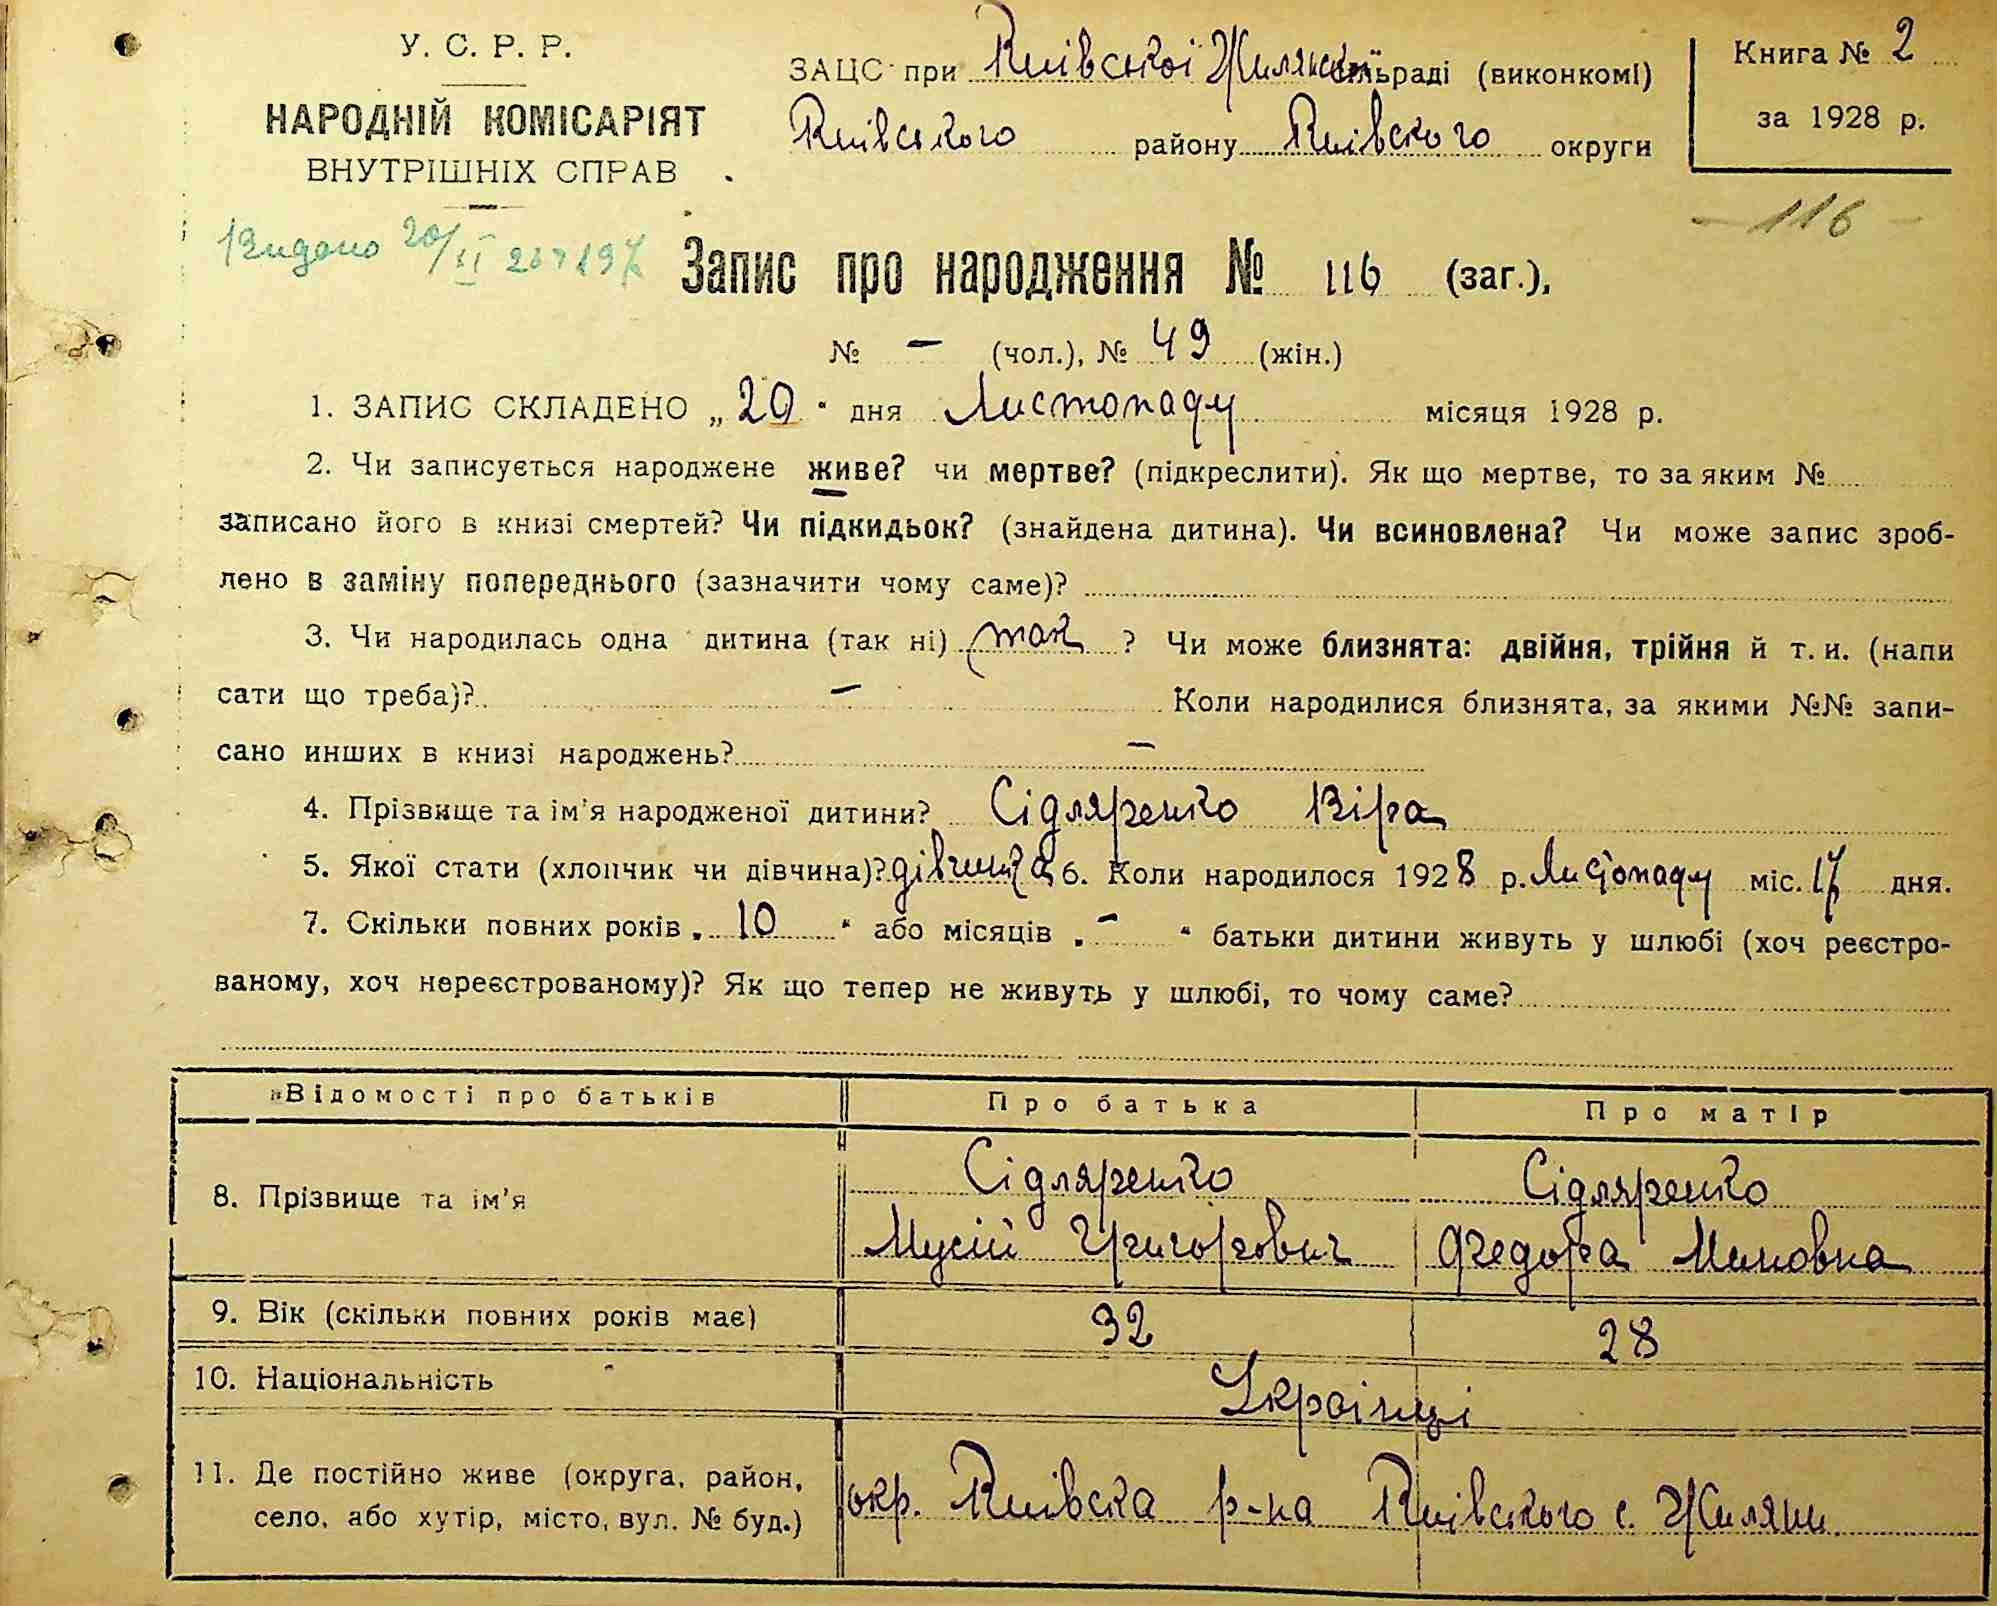 У. С. Р. Р.
НАРОДНІЙ КОМІСАРІЯТ
ВНУТРІШНІХ СПРАВ
ЗАЦС при Київської Жилянськ сільраді (виконкомі)
Київського району Київского округи
Книга № 2
за 1928 р.
— 116 —
Видано 20/II
Запис про народження № 116 (заг.),
№ — (чол.), № 49 (жін.)
1. ЗАПИС СКЛАДЕНО „20“ дня Листопаду місяця 1928 р.
2. Чи записується народжене живе? чи мертве? (підкреслити). Як що мертве, то за яким №
записано його в книзі смертей? Чи підкидьок? (знайдена дитина). Чи всиновлена? Чи може запис зроб-
лено в заміну попереднього (зазначити чому саме)?
3. Чи народилась одна дитина (так ні) так ? Чи може близнята: двійня, трійня й т. и. (напи
сати що треба)? — Коли народилися близнята, за якими №№ запи-
сано инших в книзі народжень? —
4. Прізвище та ім'я народженої дитини? Сідляренко Віра
5. Якої стати (хлопчик чи дівчина)? дівчина 6. Коли народилося 1928 р. Листопаду міс. 17 дня.
7. Скільки повних років „10“ або місяців „—“ батьки дитини живуть у шлюбі (хоч реєстро-
ваному, хоч нереєстрованому)? Як що тепер не живуть у шлюбі, то чому саме?
Відомості про батьків Про батька Про матір
8. Прізвище та ім'я Сідляренко Сідляренко
Мусій Григорович Фчедора Миновна
9. Вік (скільки повних років має) 32 28
10. Національність Українці
11. Де постійно живе (округа, район, окр. Київска р-на Київского с. Жиляни.
село, або хутір, місто, вул. № буд.)